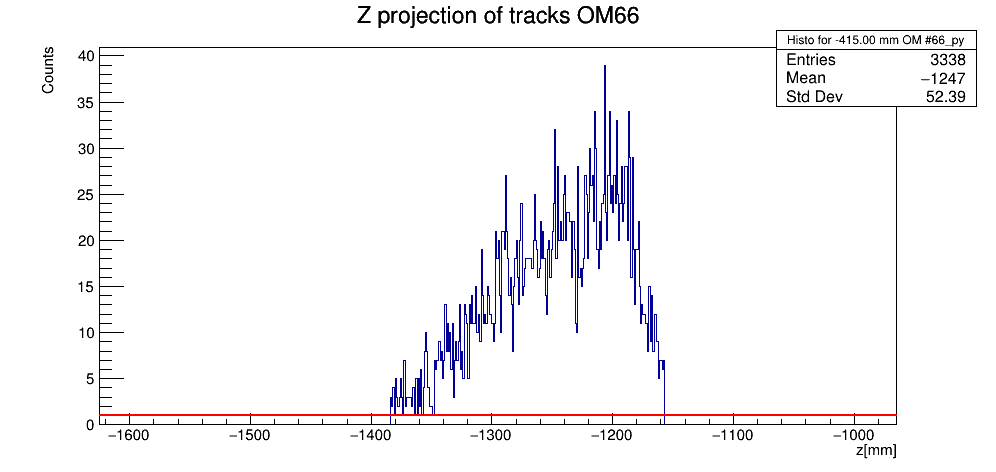 Z projection of tracks OM66
Histo for -415.00 mm OM #66_py
Entries 3338
Mean −1247
Std Dev 52.39
Counts
40
35
30
25
20
15
10
5
0
−1600 −1500 −1400 −1300 −1200 −1100 −1000
z[mm]